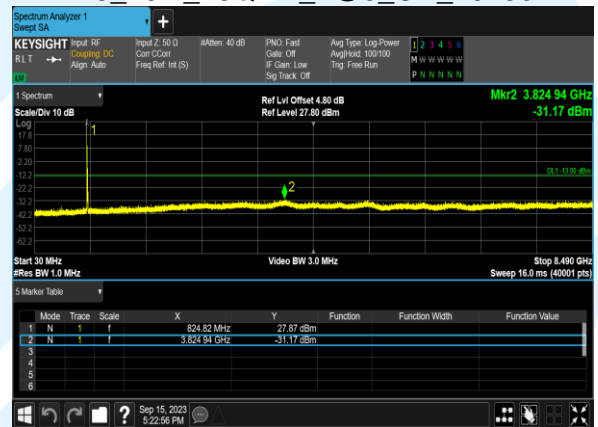 Spectrum Analyzer 1
Swept SA
KEYSIGHT Input: RF Input Z: 50 Ω #Atten: 40 dB PNO: Fast Avg Type: Log-Power 1 2 3 4 5 6
R L T Coupling: DC Corr CCorr Gate: Off Avg|Hold: 100/100 M W W W W W
Align: Auto Freq Ref: Int (S) IF Gain: Low Trig: Free Run
Sig Track: Off P N N N N N
LW
1 Spectrum Ref Lvl Offset 4.80 dB Mkr2 3.824 94 GHz
Scale/Div 10 dB Ref Level 27.80 dBm -31.17 dBm
Log
17.8
7.80
-2.20
-12.2
-22.2
-32.2
-42.2
-52.2
-62.2
1
2
DL1 -13.00 dBm
Start 30 MHz Video BW 3.0 MHz Stop 8.490 GHz
#Res BW 1.0 MHz Sweep 16.0 ms (40001 pts)
5 Marker Table
Mode Trace Scale X Y Function Function Width Function Value
1 N 1 f 824.82 MHz 27.87 dBm
2 N 1 f 3.824 94 GHz -31.17 dBm
3
4
5
6
?
Sep 15, 2023
5:22:56 PM